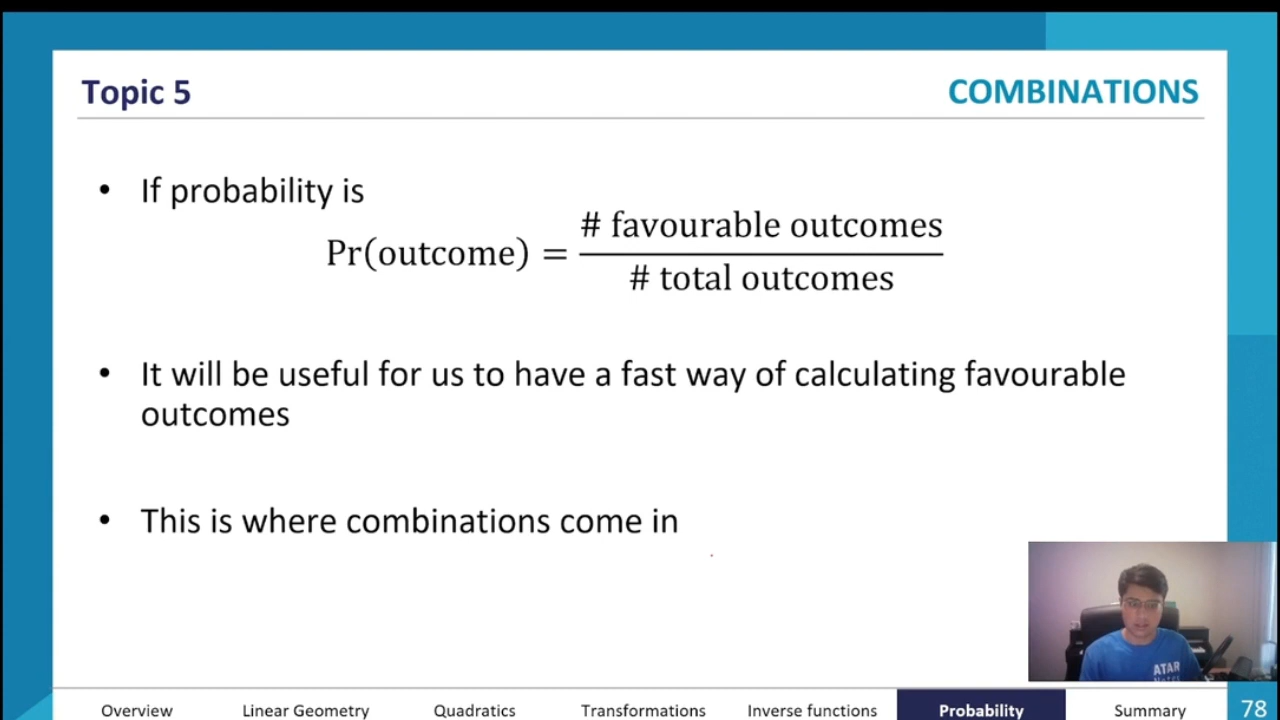 Topic 5
COMBINATIONS
• If probability is
Pr(outcome) = # favourable outcomes / # total outcomes
• It will be useful for us to have a fast way of calculating favourable
outcomes
• This is where combinations come in
ATAR
Overview
Linear Geometry
Quadratics
Transformations
Inverse functions
Probability
Summary
78